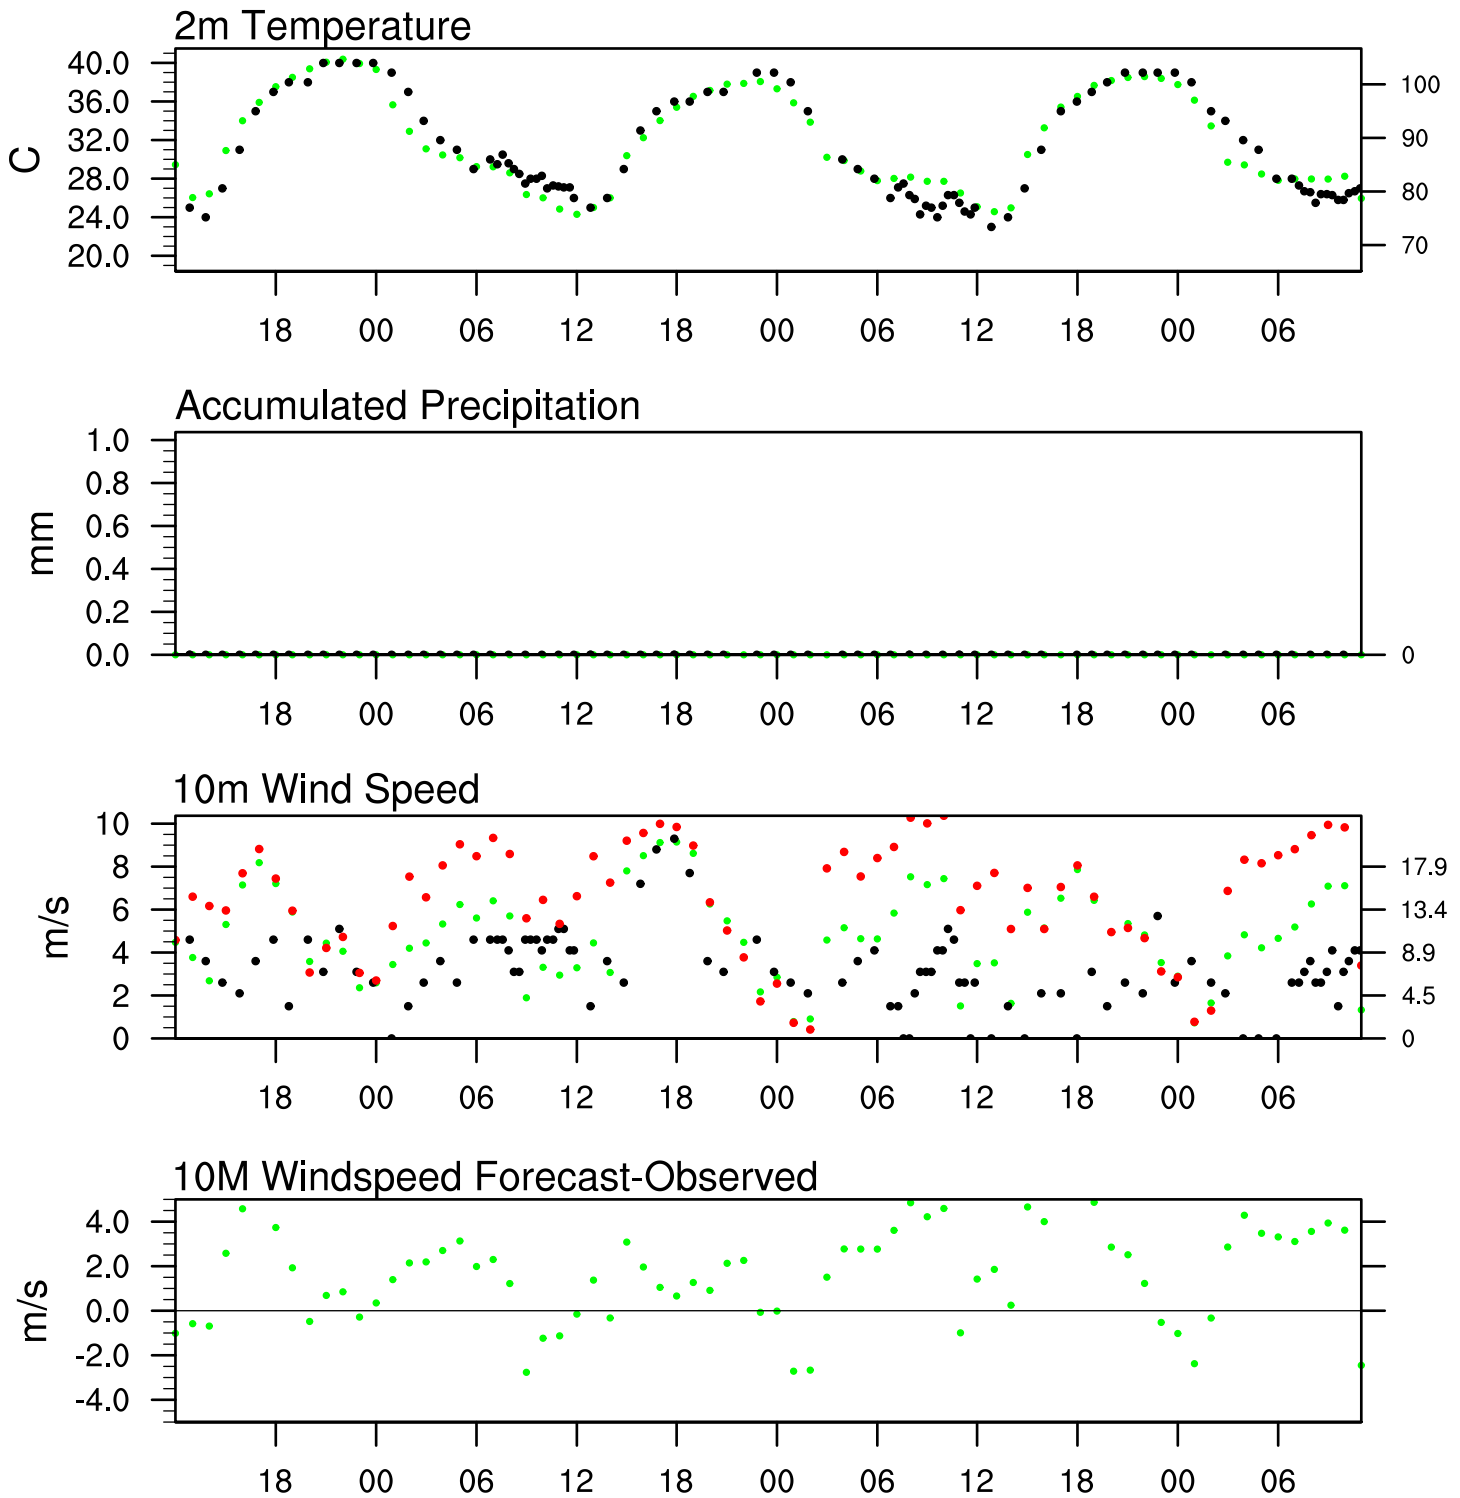 2m Temperature
40.0
36.0
32.0
28.0
24.0
20.0
C
100
90
80
70
18 00 06 12 18 00 06 12 18 00 06
Accumulated Precipitation
1.0
0.8
0.6
0.4
0.2
0.0
mm
0
18 00 06 12 18 00 06 12 18 00 06
10m Wind Speed
10
8
6
4
2
0
m/s
17.9
13.4
8.9
4.5
0
18 00 06 12 18 00 06 12 18 00 06
10M Windspeed Forecast-Observed
4.0
2.0
0.0
-2.0
-4.0
m/s
18 00 06 12 18 00 06 12 18 00 06